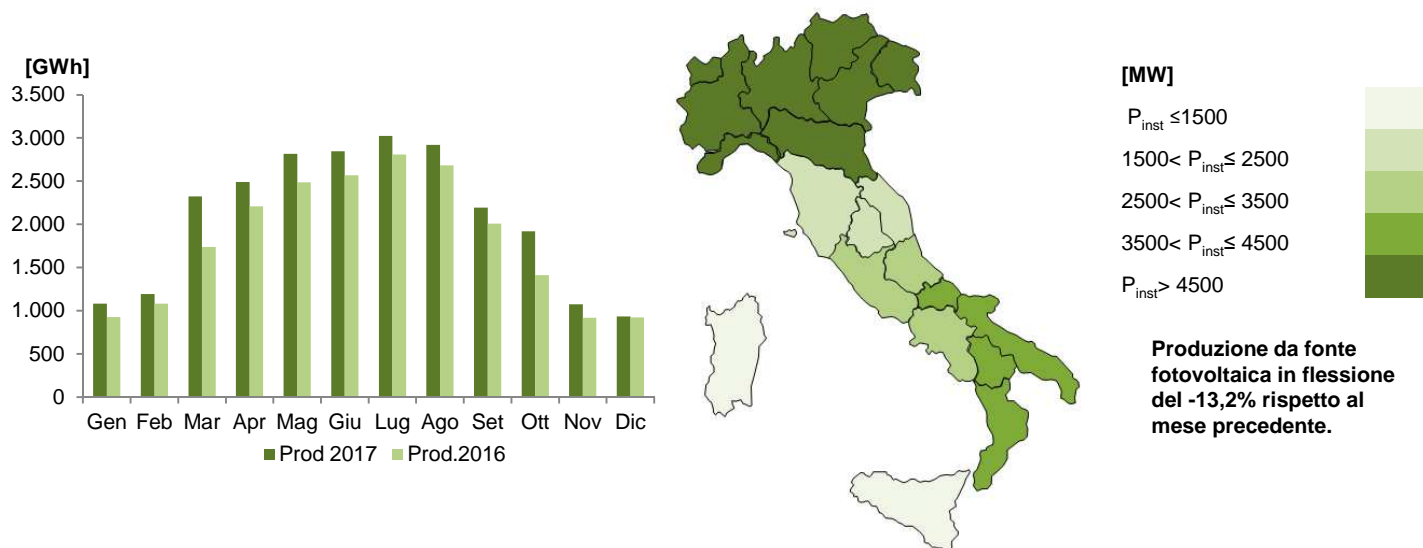 [GWh]
3.500
3.000
2.500
2.000
1.500
1.000
500
0
Gen Feb Mar Apr Mag Giu Lug Ago Set Ott Nov Dic
Prod 2017 Prod.2016
[MW]
Pinst ≤1500
1500< Pinst≤ 2500
2500< Pinst≤ 3500
3500< Pinst≤ 4500
Pinst> 4500
Produzione da fonte
fotovoltaica in flessione
del -13,2% rispetto al
mese precedente.